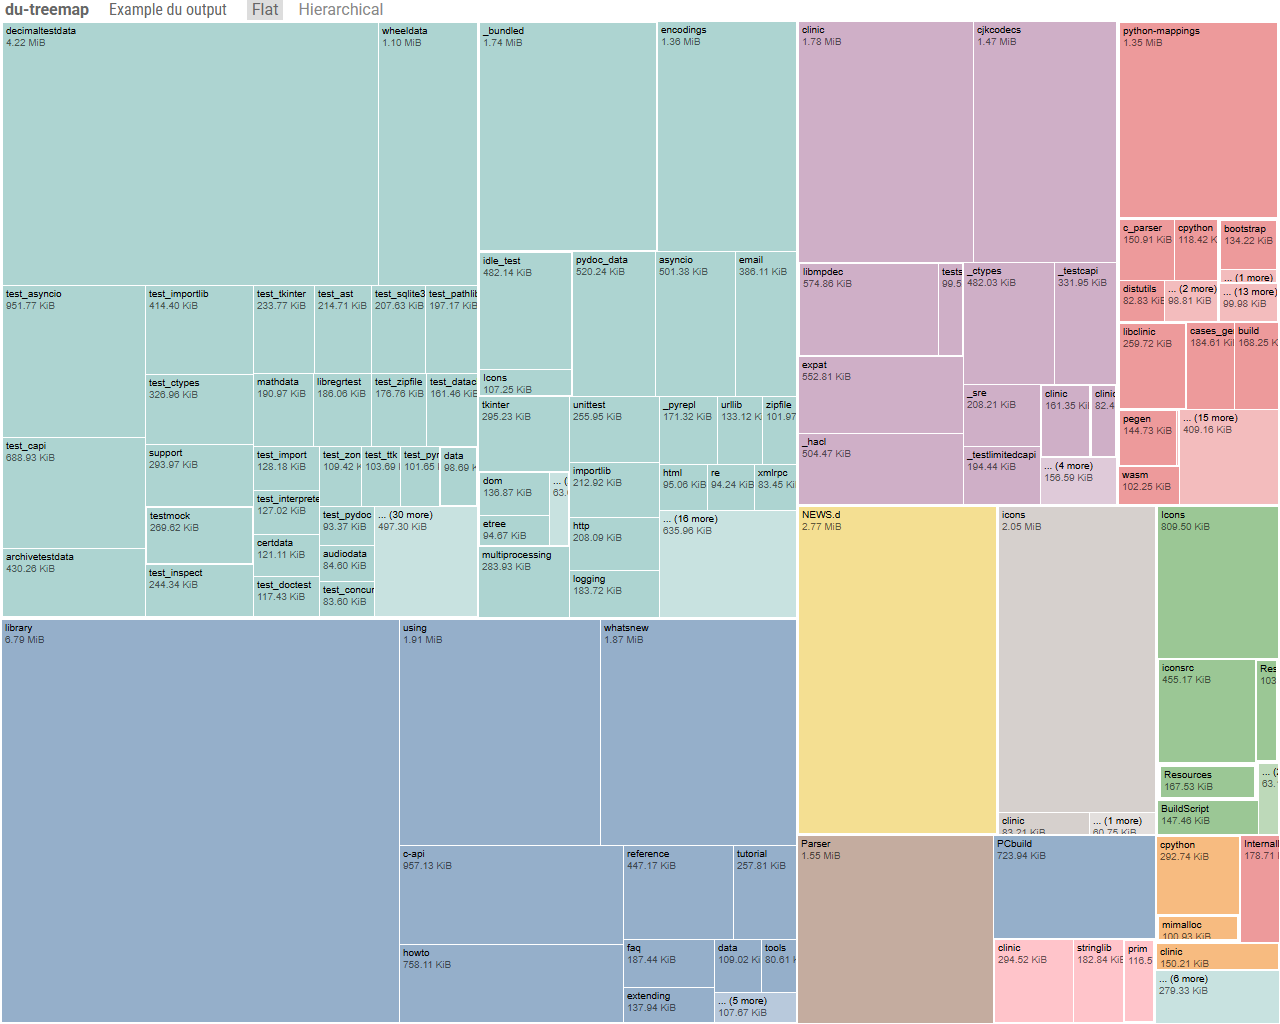 du-treemap Example du output Flat Hierarchical
decimaltestdata
4.22 MiB
wheeldata
1.10 MiB
_bundled
1.74 MiB
encodings
1.36 MiB
clinic
1.78 MiB
cjkcodecs
1.47 MiB
python-mappings
1.35 MiB
test_asyncio
951.77 KiB
test_importlib
414.40 KiB
test_tkinter
233.77 KiB
test_ast
214.71 KiB
test_sqlite3
207.63 KiB
test_pathlib
197.17 KiB
test_ctypes
326.96 KiB
mathdata
190.97 KiB
libregrtest
186.06 KiB
test_zipfile
176.76 KiB
test_datac
161.46 KiB
test_capi
688.93 KiB
support
293.97 KiB
test_import
128.18 KiB
test_zon
109.42 K
test_ttk
103.69
test_pyr
101.65
data
98.69 K
test_interprete
127.02 KiB
testmock
269.62 KiB
test_pydoc
93.37 KiB
... (30 more)
497.30 KiB
certdata
121.11 KiB
audiodata
84.60 KiB
archivetestdata
430.26 KiB
test_inspect
244.34 KiB
test_doctest
117.43 KiB
test_concur
83.60 KiB
idle_test
482.14 KiB
pydoc_data
520.24 KiB
asyncio
501.38 KiB
email
386.11 KiB
Icons
107.25 KiB
tkinter
295.23 KiB
unittest
255.95 KiB
_pyrepl
171.32 KiB
urllib
133.12 K
zipfile
101.97
dom
136.87 KiB
... (
63.
importlib
212.92 KiB
html
95.06 KiB
re
94.24 KiB
xmlrpc
83.45 Ki
etree
94.67 KiB
http
208.09 KiB
... (16 more)
635.96 KiB
multiprocessing
283.93 KiB
logging
183.72 KiB
libmpdec
574.86 KiB
tests
99.5
_ctypes
482.03 KiB
_testcapi
331.95 KiB
expat
552.81 KiB
_sre
208.21 KiB
clinic
161.35 Ki
clinic
82.4
_hacl
504.47 KiB
_testlimitedcapi
194.44 KiB
... (4 more)
156.59 KiB
c_parser
150.91 KiB
cpython
118.42 K
bootstrap
134.22 KiB
... (1 more)
distutils
82.83 KiB
... (2 more)
98.81 KiB
... (13 more)
99.98 KiB
libclinic
259.72 KiB
cases_ge
184.61 Ki
build
168.25 K
pegen
144.73 KiB
... (15 more)
409.16 KiB
wasm
102.25 KiB
library
6.79 MiB
using
1.91 MiB
whatsnew
1.87 MiB
c-api
957.13 KiB
reference
447.17 KiB
tutorial
257.81 KiB
howto
758.11 KiB
faq
187.44 KiB
data
109.02 Ki
tools
80.61 K
extending
137.94 KiB
... (5 more)
107.67 KiB
NEWS.d
2.77 MiB
icons
2.05 MiB
clinic
83.21 KiB
... (1 more)
60.75 KiB
Icons
809.50 KiB
iconsrc
455.17 KiB
Res
103
Resources
167.53 KiB
... (2
63.
BuildScript
147.46 KiB
Parser
1.55 MiB
PCbuild
723.94 KiB
cpython
292.74 KiB
Internal
178.71
mimalloc
100.93 KiB
clinic
294.52 KiB
stringlib
182.84 KiB
prim
116.5
clinic
150.21 KiB
... (6 more)
279.33 KiB